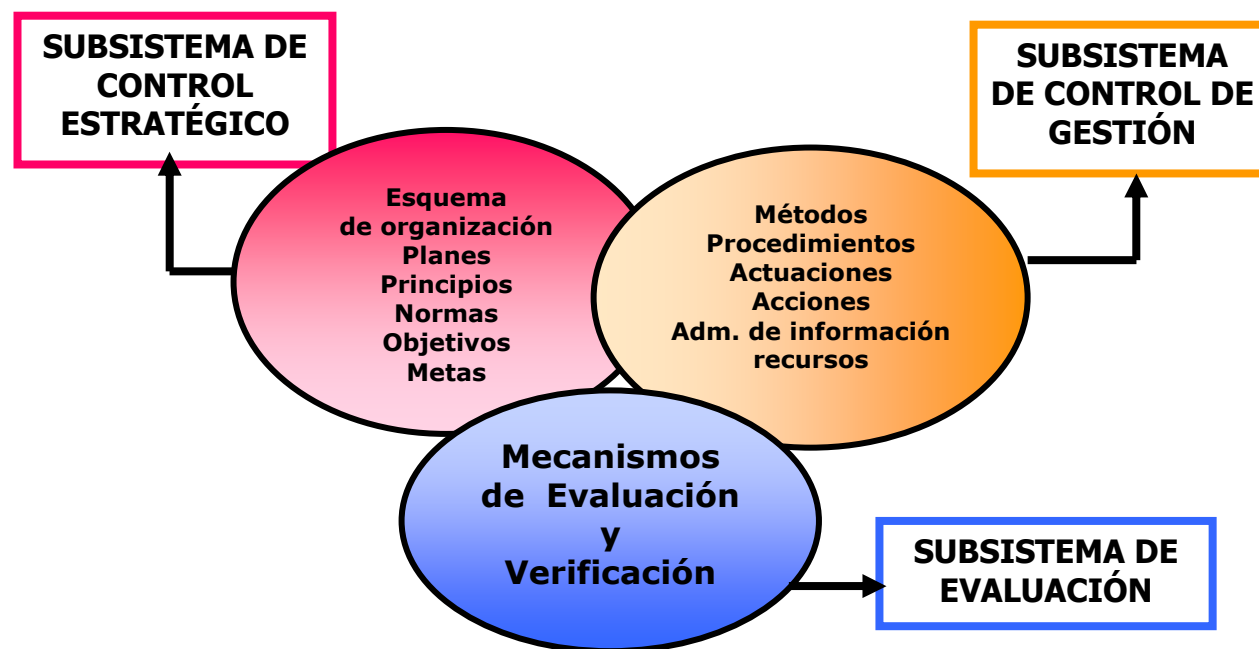 SUBSISTEMA DE
CONTROL
ESTRATÉGICO
SUBSISTEMA
DE CONTROL DE
GESTIÓN
Esquema
de organización
Planes
Principios
Normas
Objetivos
Metas
Métodos
Procedimientos
Actuaciones
Acciones
Adm. de información
recursos
Mecanismos
de Evaluación
y
Verificación
SUBSISTEMA DE
EVALUACIÓN